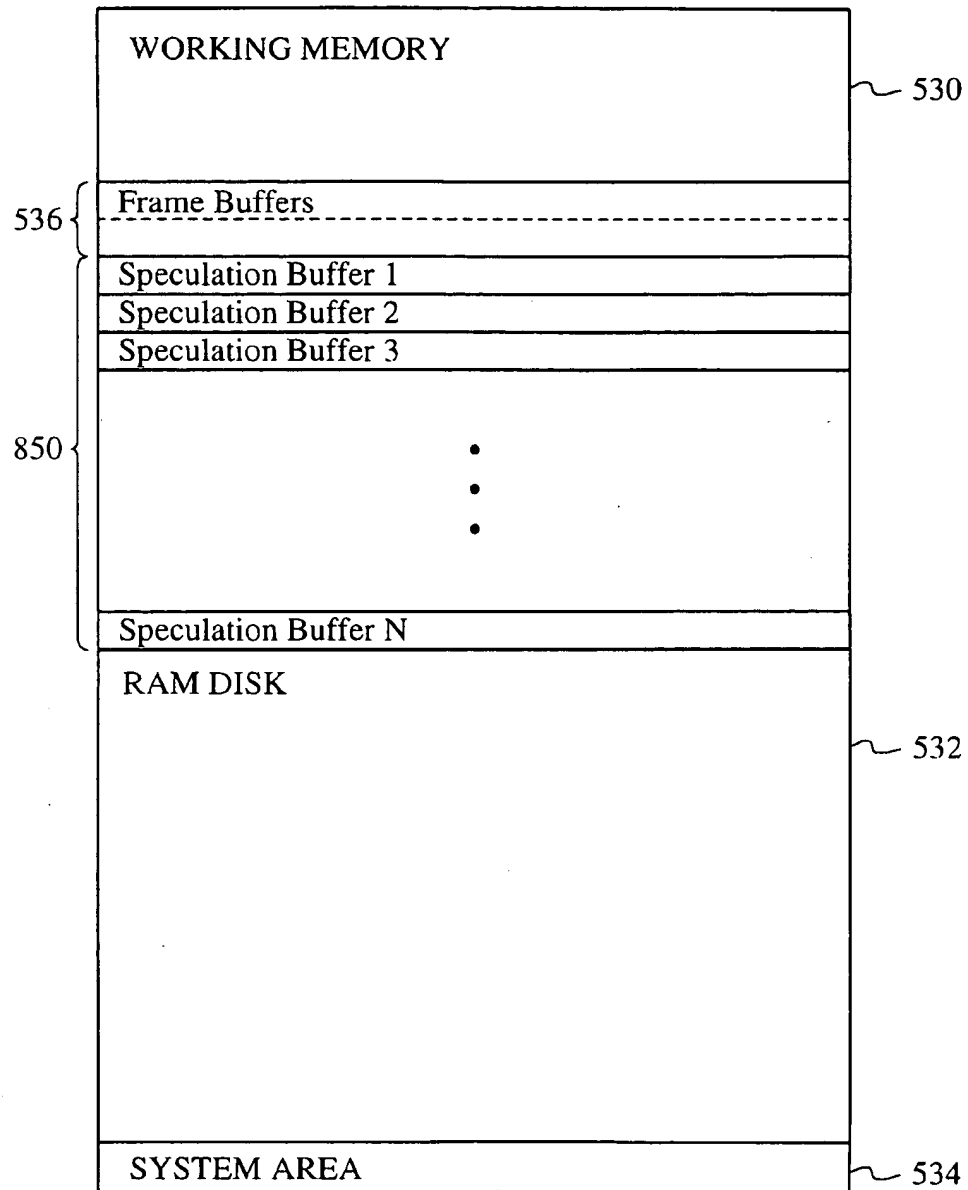 WORKING MEMORY
530
Frame Buffers
536
Speculation Buffer 1
Speculation Buffer 2
Speculation Buffer 3
850
Speculation Buffer N
RAM DISK
532
SYSTEM AREA
534